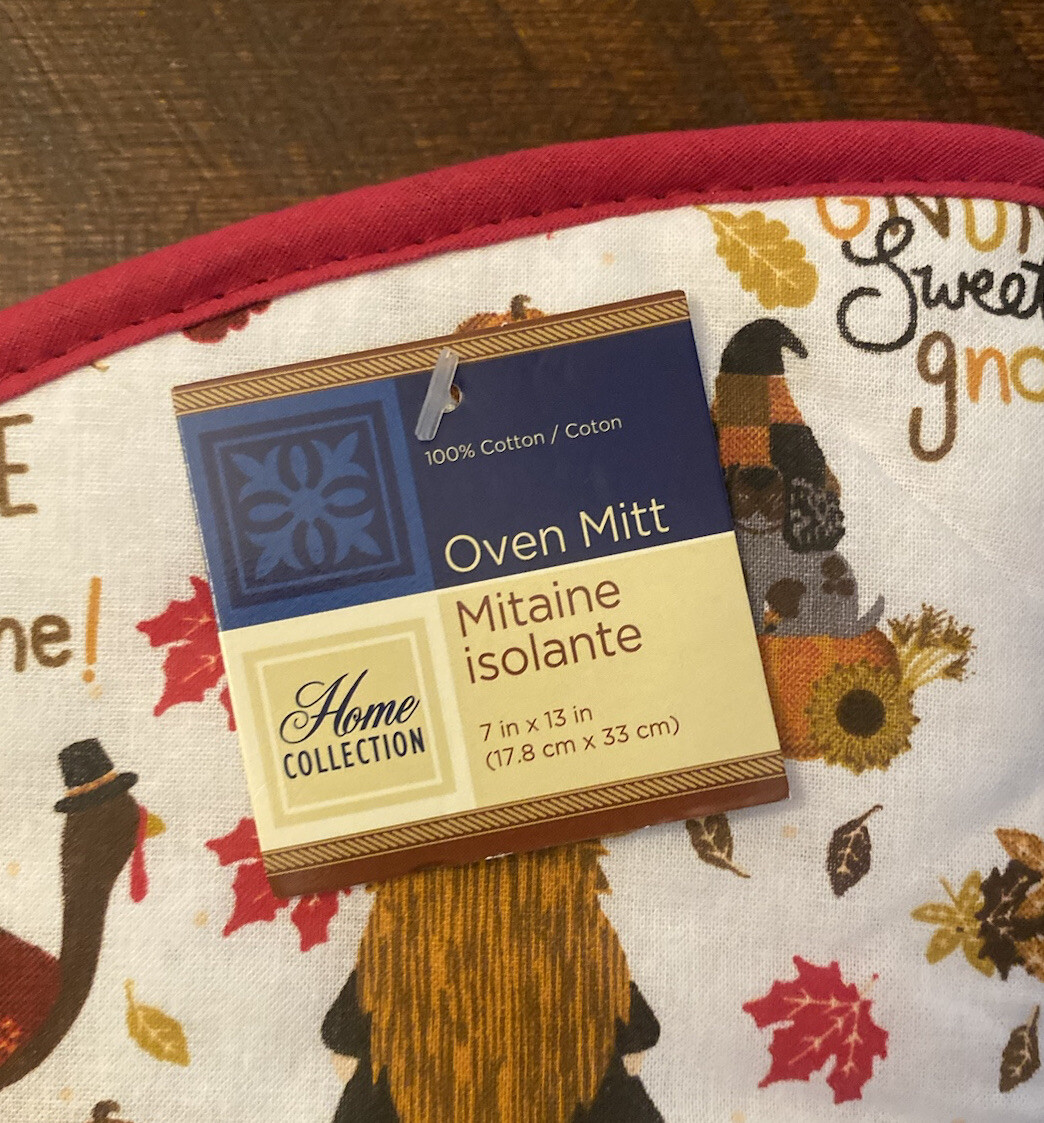 Sweet
100% Cotton / Coton
Oven Mitt
Mitaine
isolante
Home
COLLECTION
7 in x 13 in
(17.8 cm x 33 cm)